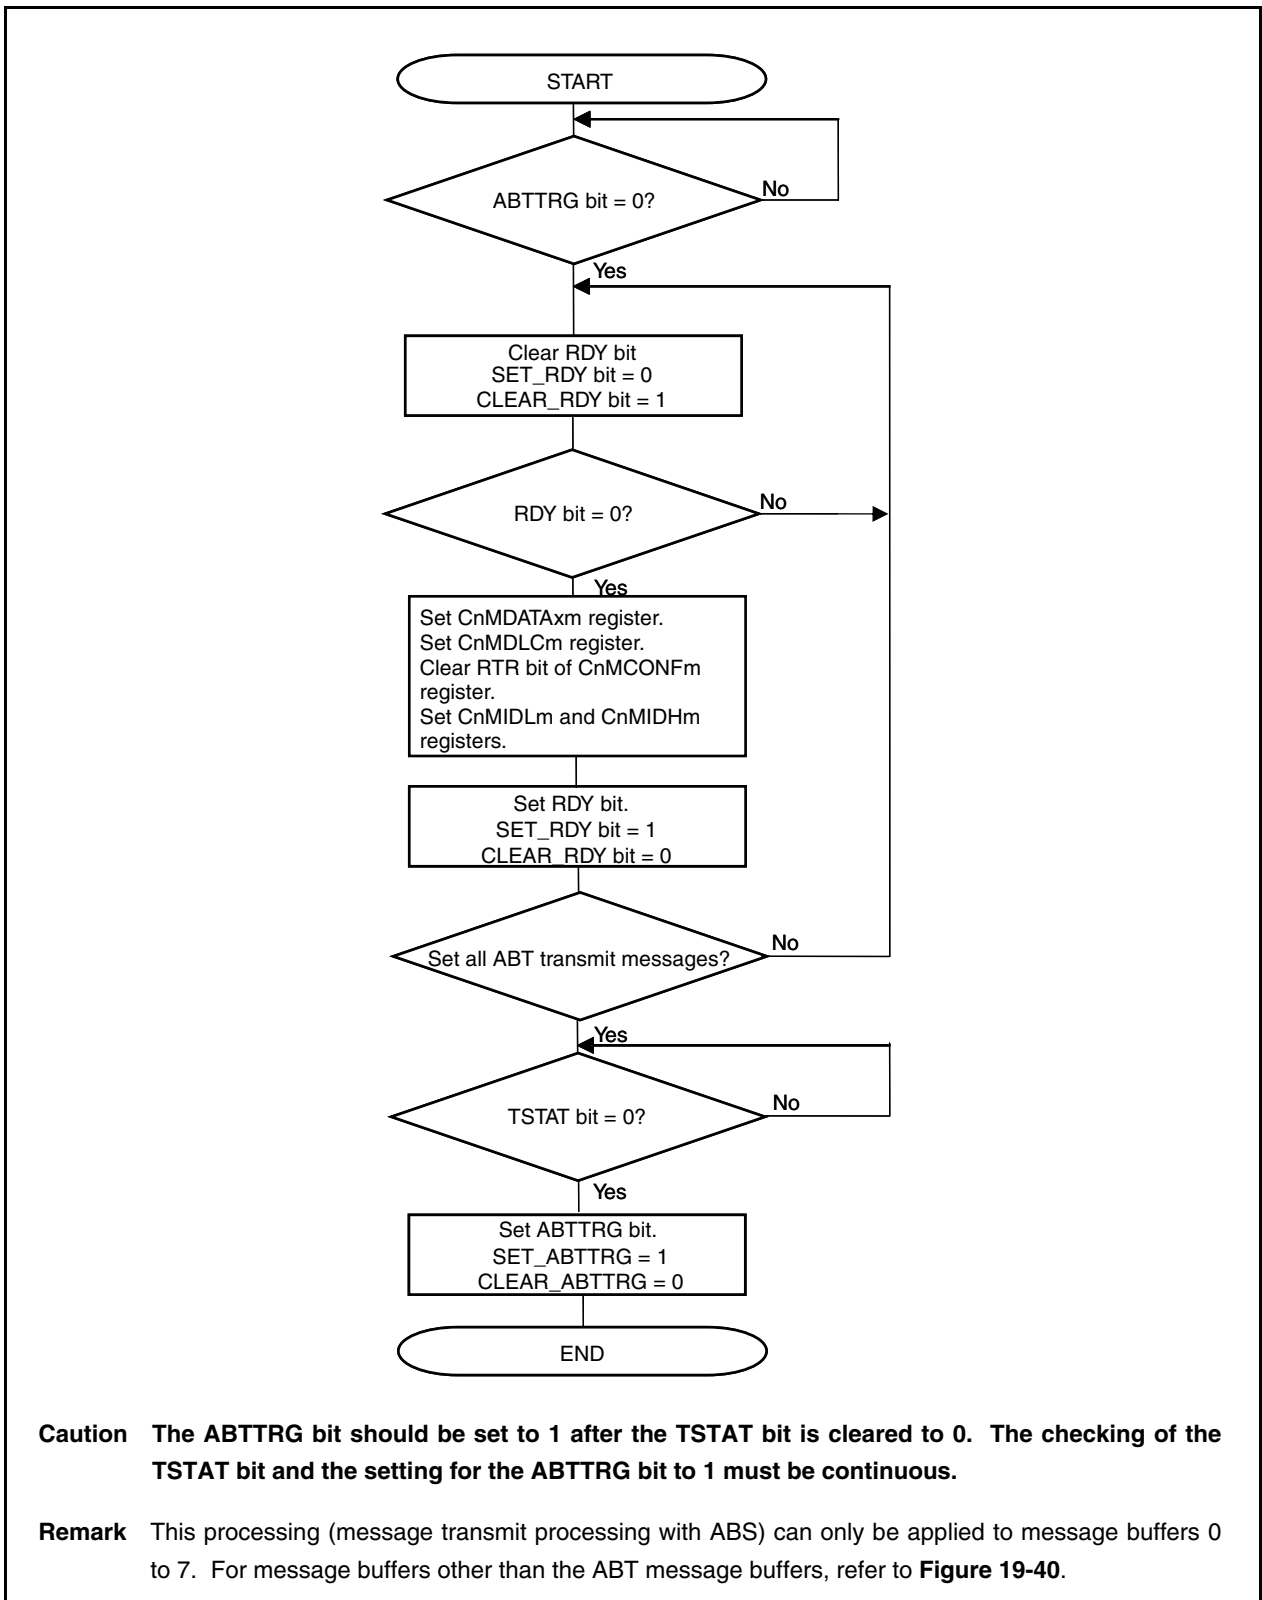 START
ABTTRG bit = 0?
No
Yes
Clear RDY bit
SET_RDY bit = 0
CLEAR_RDY bit = 1
RDY bit = 0?
No
Yes
Set CnMDATAxm register.
Set CnMDLCm register.
Clear RTR bit of CnMCONFm
register.
Set CnMIDLm and CnMIDHm
registers.
Set RDY bit.
SET_RDY bit = 1
CLEAR_RDY bit = 0
Set all ABT transmit messages?
No
Yes
TSTAT bit = 0?
No
Yes
Set ABTTRG bit.
SET_ABTTRG = 1
CLEAR_ABTTRG = 0
END
Caution The ABTTRG bit should be set to 1 after the TSTAT bit is cleared to 0. The checking of the
TSTAT bit and the setting for the ABTTRG bit to 1 must be continuous.
Remark This processing (message transmit processing with ABS) can only be applied to message buffers 0
to 7. For message buffers other than the ABT message buffers, refer to Figure 19-40.